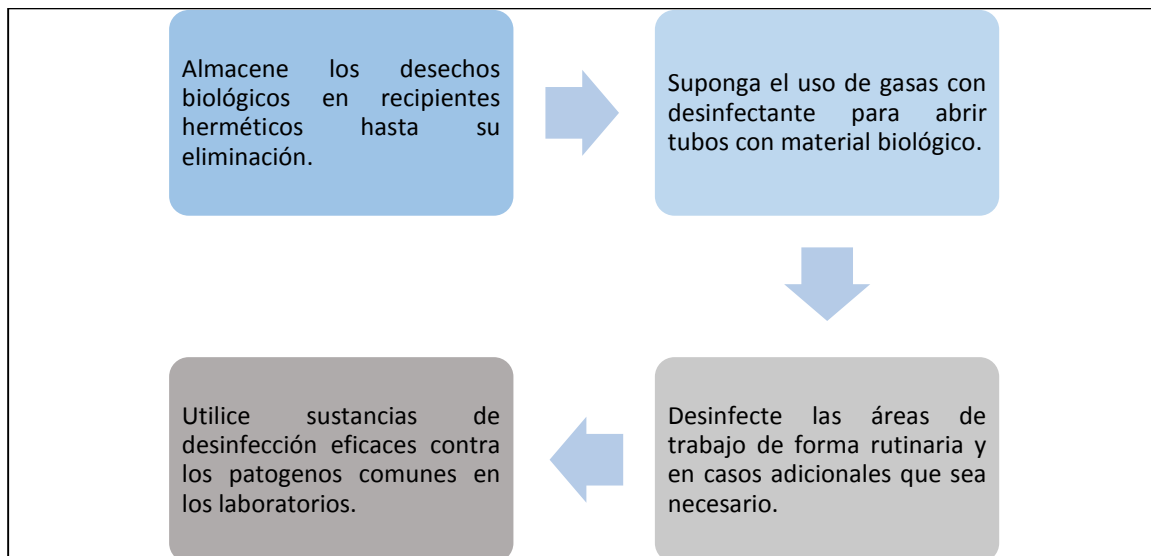 Almacene los desechos
biológicos en recipientes
herméticos hasta su
eliminación.
Suponga el uso de gasas con
desinfectante para abrir
tubos con material biológico.
Desinfecte las áreas de
trabajo de forma rutinaria y
en casos adicionales que sea
necesario.
Utilice sustancias de
desinfección eficaces contra
los patogenos comunes en
los laboratorios.